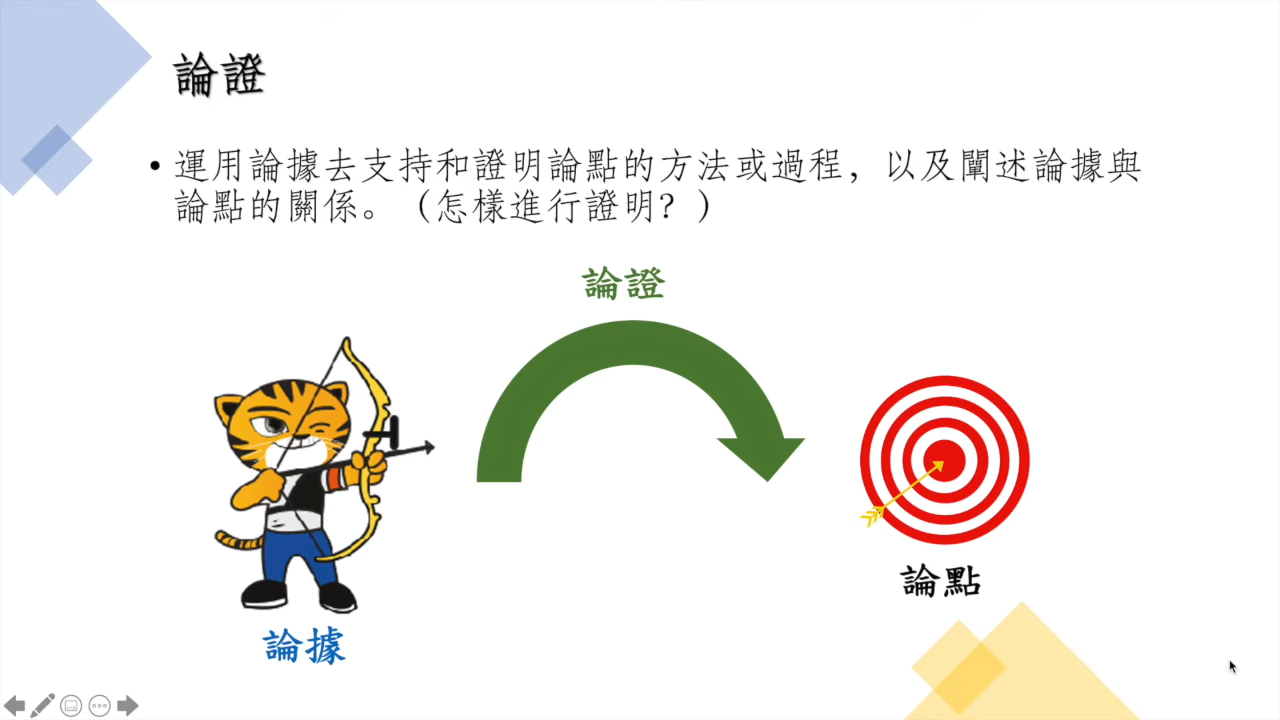 論證
• 運用論據去支持和證明論點的方法或過程，以及闡述論據與
論點的關係。（怎樣進行證明？）
論證
論點
論據